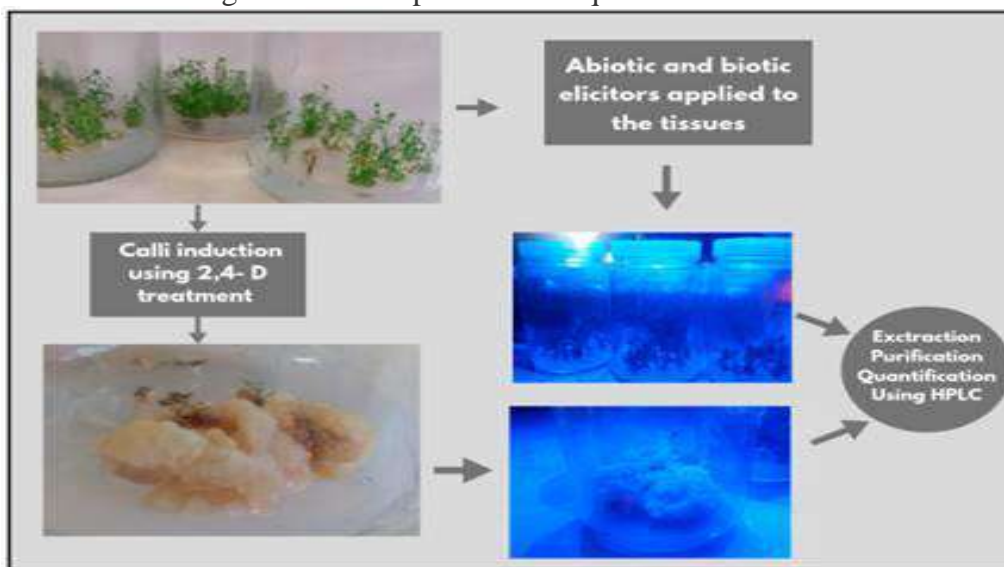 Abiotic and biotic
elicitors applied to
the tissues
Calli induction
using 2,4- D
treatment
Exctraction
Purification
Quantification
Using HPLC